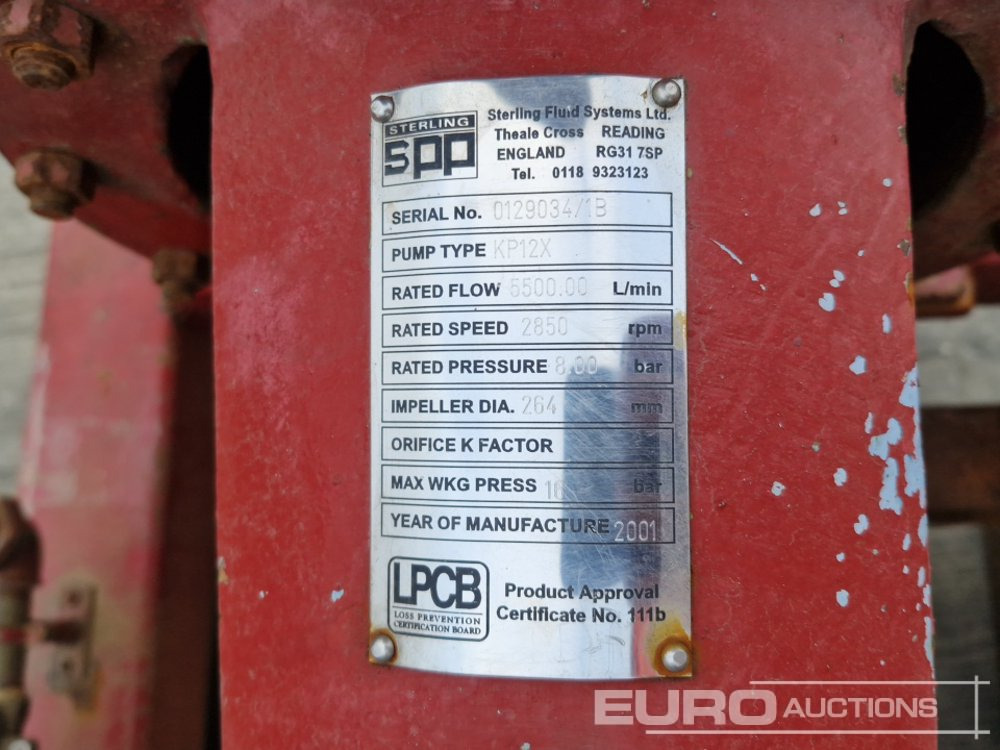 STERLING
SPP
Sterling Fluid Systems Ltd.
Theale Cross READING
ENGLAND RG31 7SP
Tel. 0118 9323123
SERIAL No. 0129034/1B
PUMP TYPE KP12X
RATED FLOW 5500.00 L/min
RATED SPEED 2850 rpm
RATED PRESSURE 8.00 bar
IMPELLER DIA. 264 mm
ORIFICE K FACTOR
MAX WKG PRESS 16 bar
YEAR OF MANUFACTURE 2001
LPCB
LOSS PREVENTION
CERTIFICATION BOARD
Product Approval
Certificate No. 111b
EURO AUCTIONS